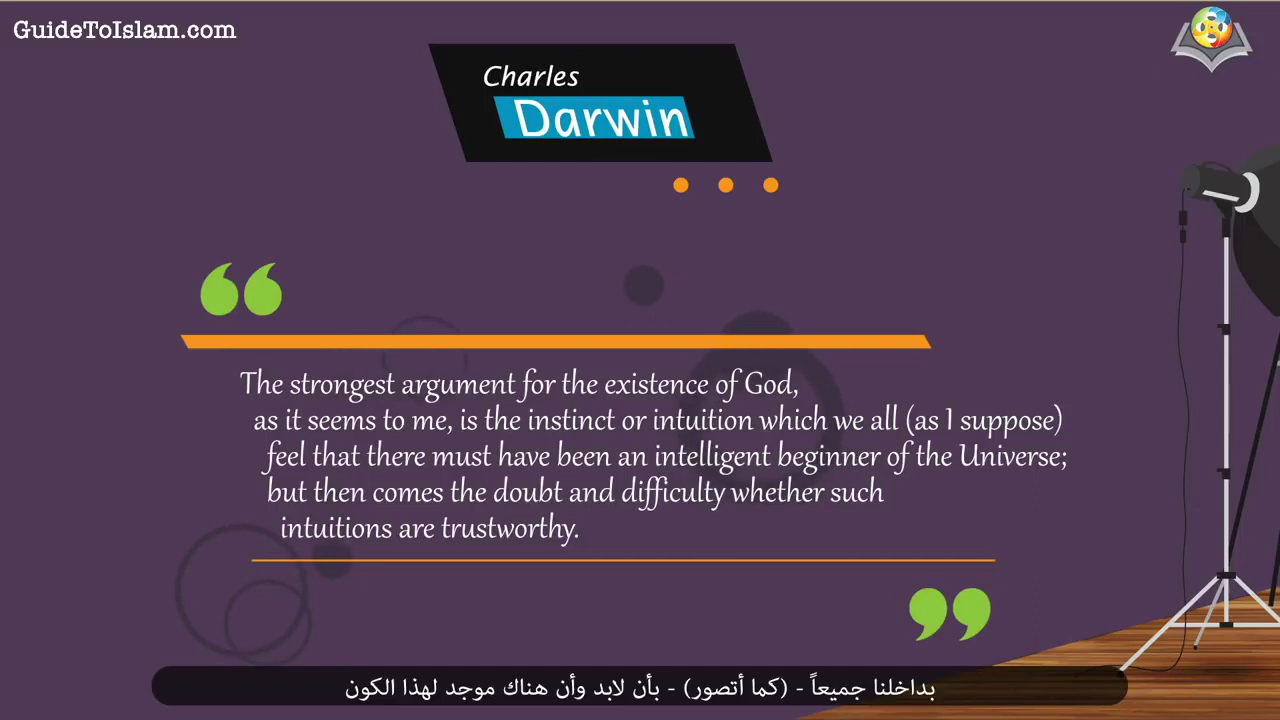 GuideToIslam.com
Charles
Darwin
The strongest argument for the existence of God,
as it seems to me, is the instinct or intuition which we all (as I suppose)
feel that there must have been an intelligent beginner of the Universe;
but then comes the doubt and difficulty whether such
intuitions are trustworthy.
بداخلنا جميعاً - (كما أتصور) - بأن لابد وأن هناك موجد لهذا الكون